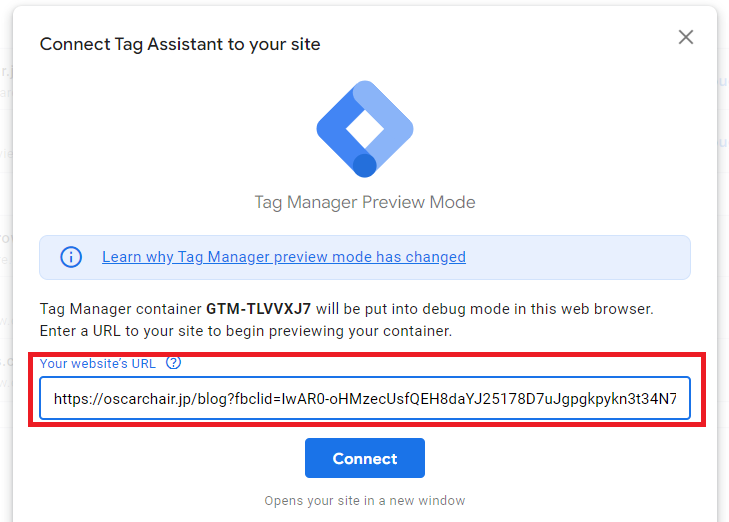 Connect Tag Assistant to your site
Tag Manager Preview Mode
Learn why Tag Manager preview mode has changed
Tag Manager container GTM-TLVVXJ7 will be put into debug mode in this web browser.
Enter a URL to your site to begin previewing your container.
Your website's URL
https://oscarchair.jp/blog?fbclid=IwAR0-oHMzecUsfQEH8daYJ25178D7uJgpgkpykn3t34N7
Connect
Opens your site in a new window